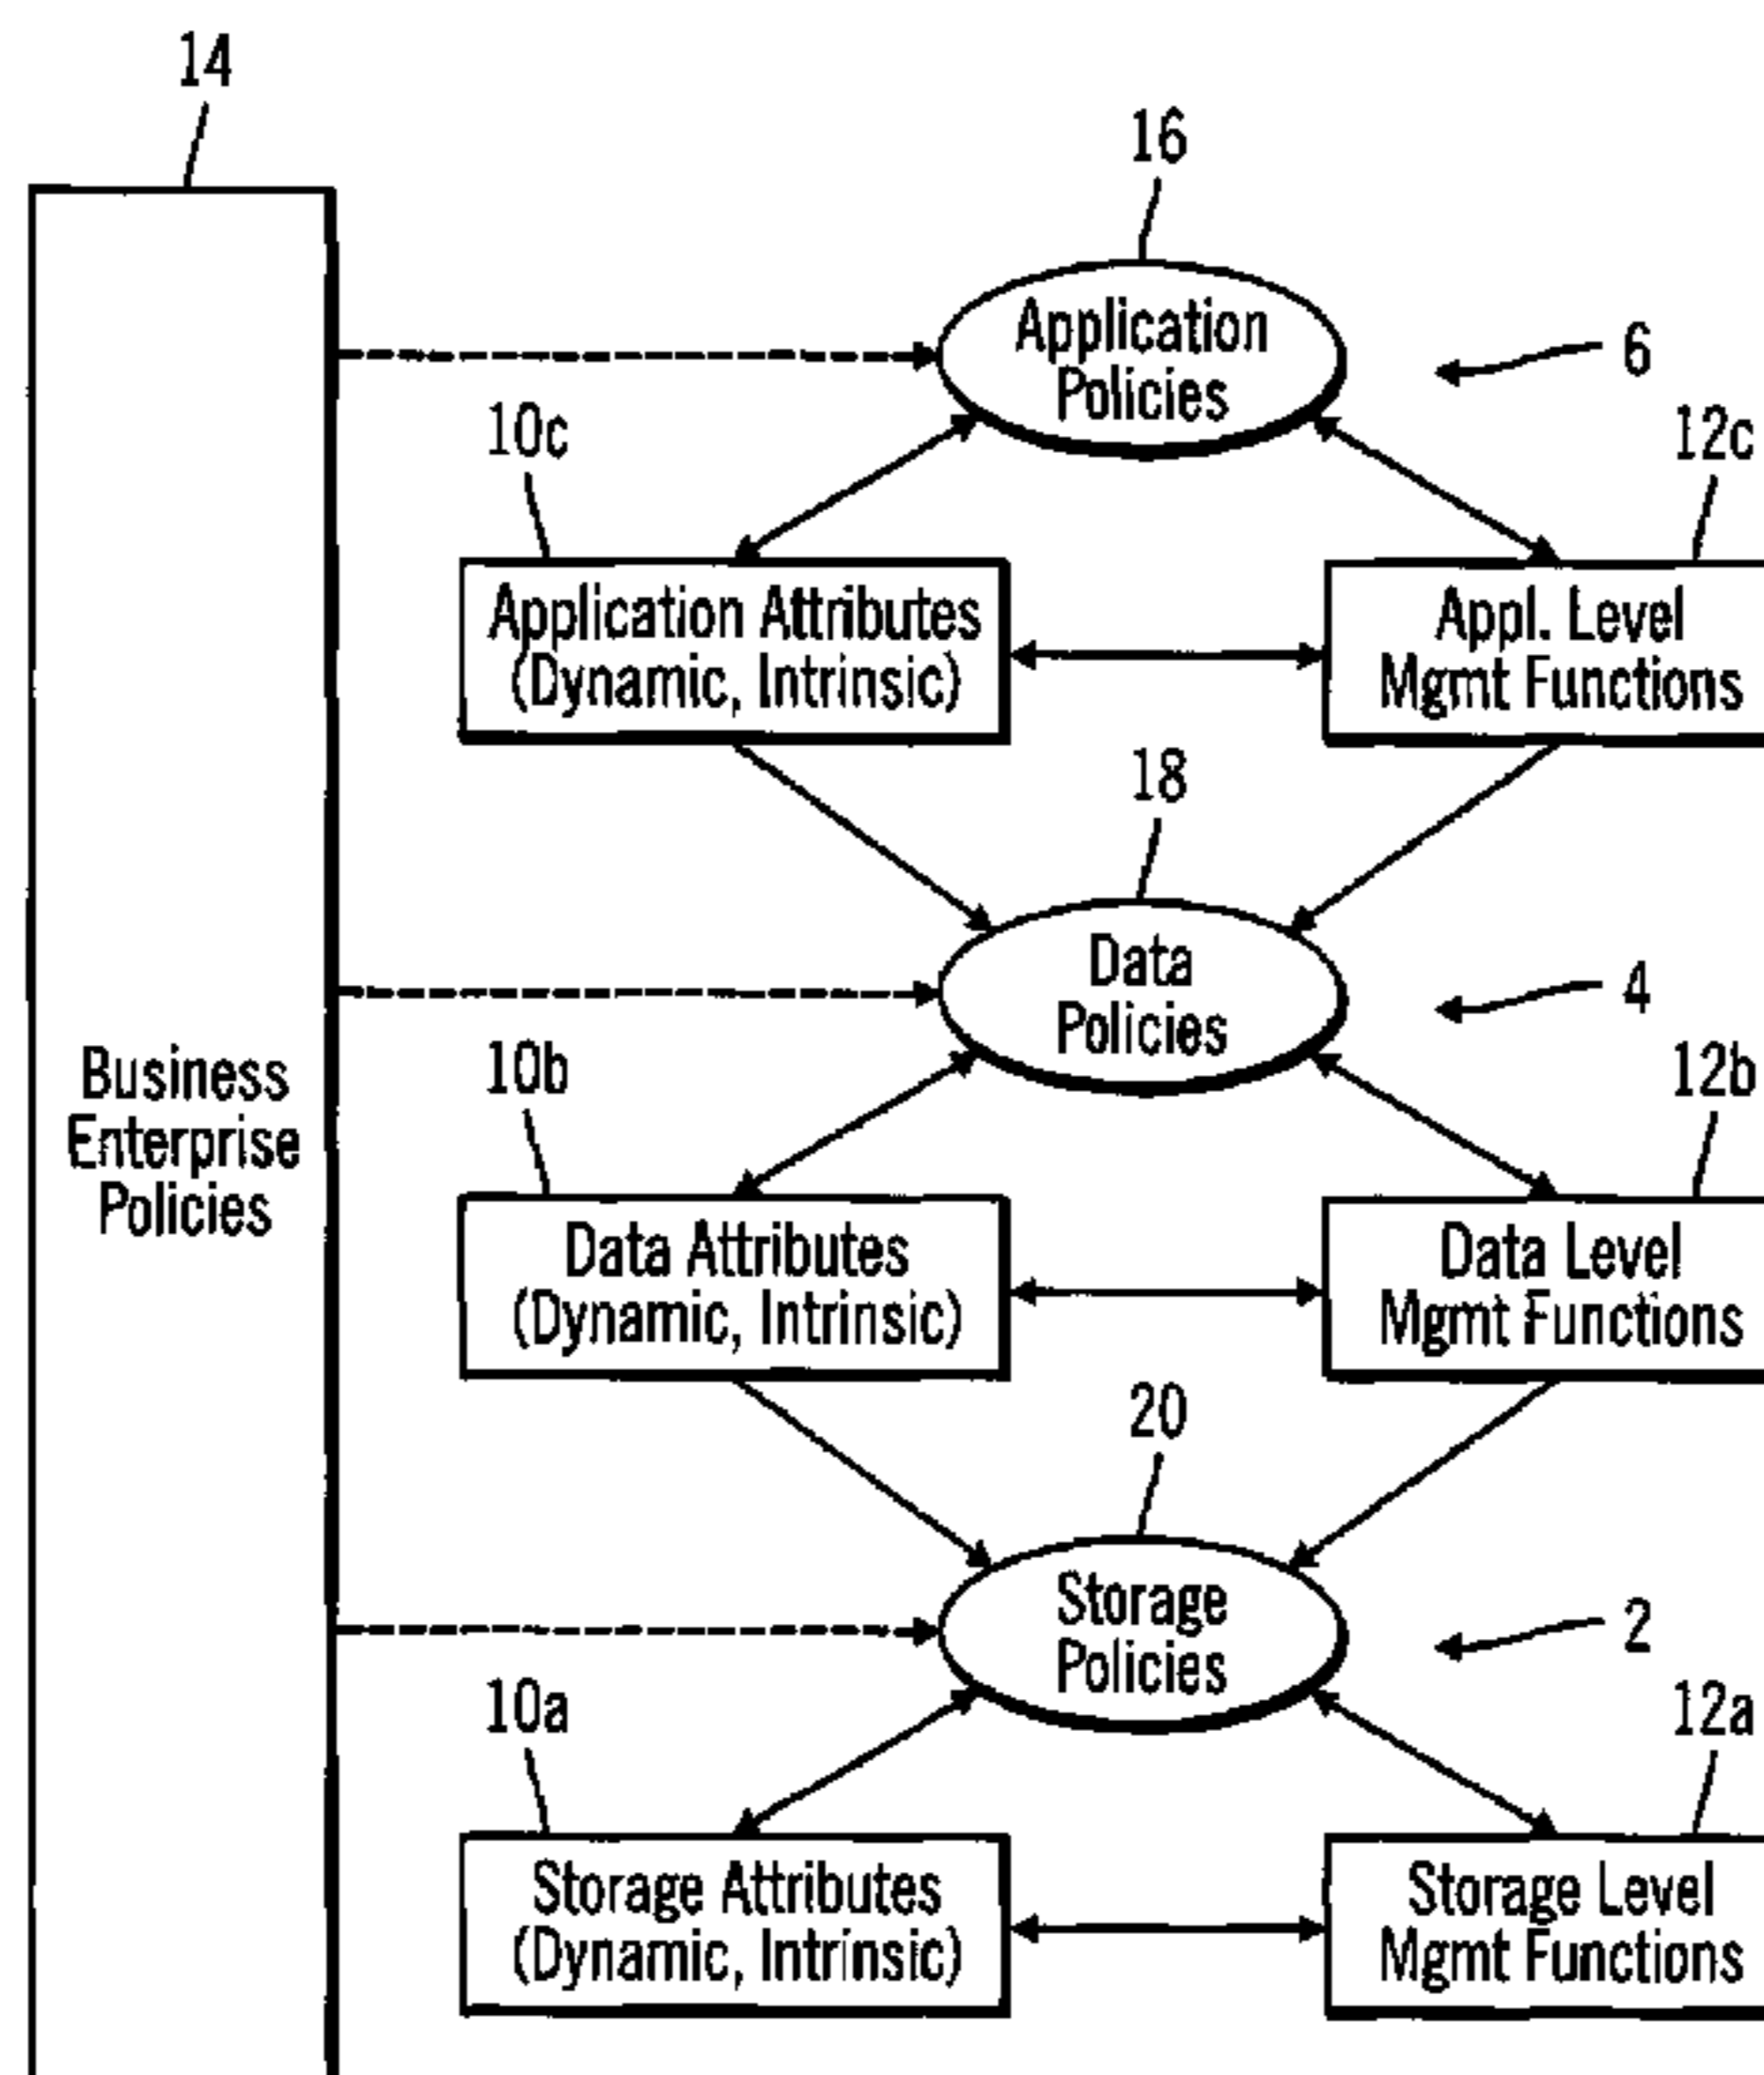 14
16
Application
Policies
6
10c
12c
Application Attributes
(Dynamic, Intrinsic)
Appl. Level
Mgmt Functions
18
Data
Policies
4
Business
Enterprise
Policies
10b
12b
Data Attributes
(Dynamic, Intrinsic)
Data Level
Mgmt Functions
20
Storage
Policies
2
10a
12a
Storage Attributes
(Dynamic, Intrinsic)
Storage Level
Mgmt Functions